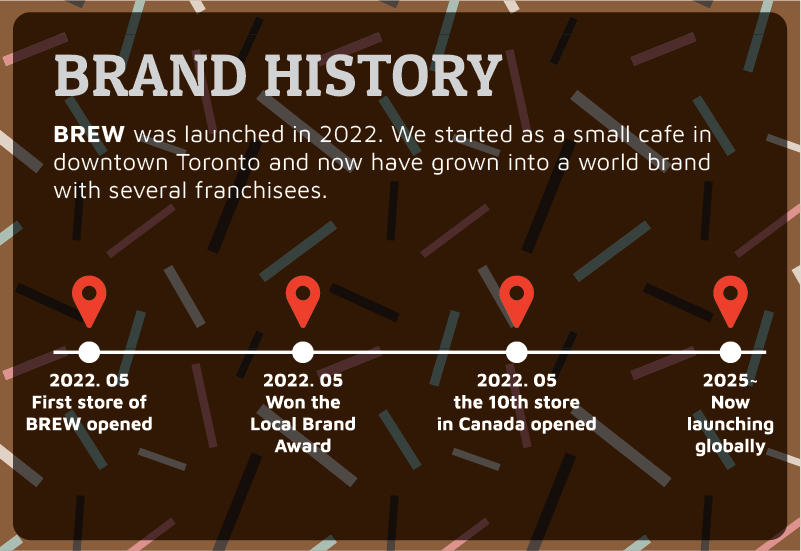 BRAND HISTORY
BREW was launched in 2022. We started as a small cafe in
downtown Toronto and now have grown into a world brand
with several franchisees.
2022. 05
First store of
BREW opened
2022. 05
Won the
Local Brand
Award
2022. 05
the 10th store
in Canada opened
2025~
Now
launching
globally